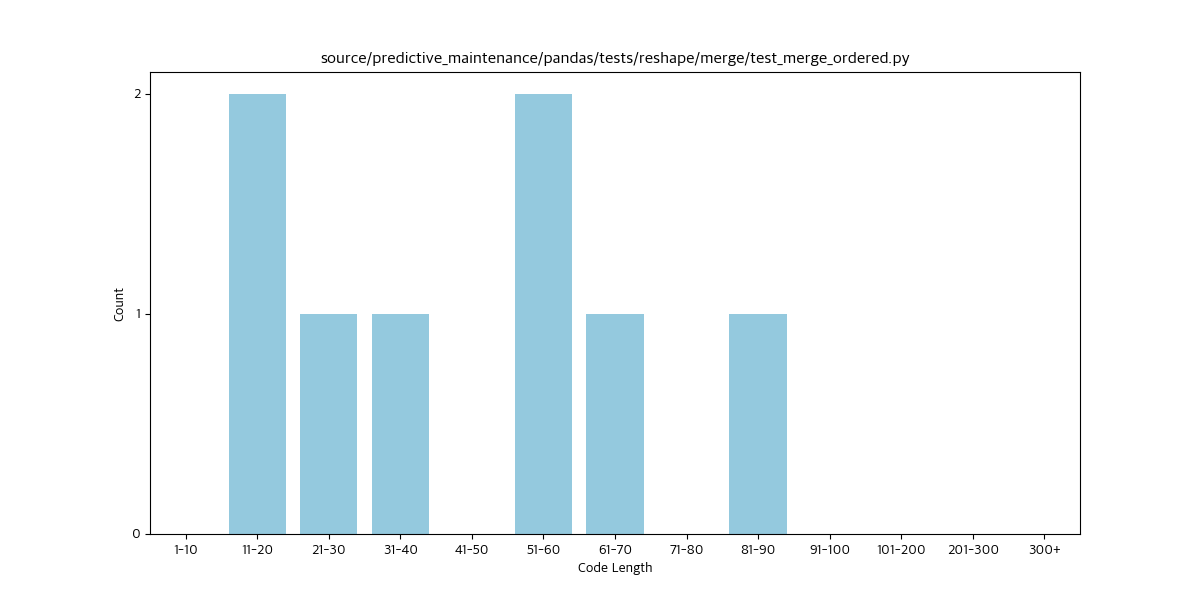 source/predictive_maintenance/pandas/tests/reshape/merge/test_merge_ordered.py
2
1
0
Count
1-10 11-20 21-30 31-40 41-50 51-60 61-70 71-80 81-90 91-100 101-200 201-300 300+
Code Length